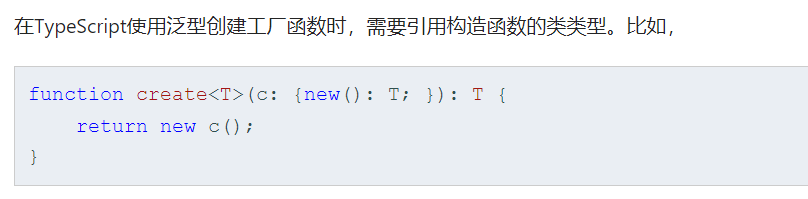 在TypeScript使用泛型创建工厂函数时，需要引用构造函数的类类型。比如，
function create<T>(c: {new(): T; }): T {
    return new c();
}